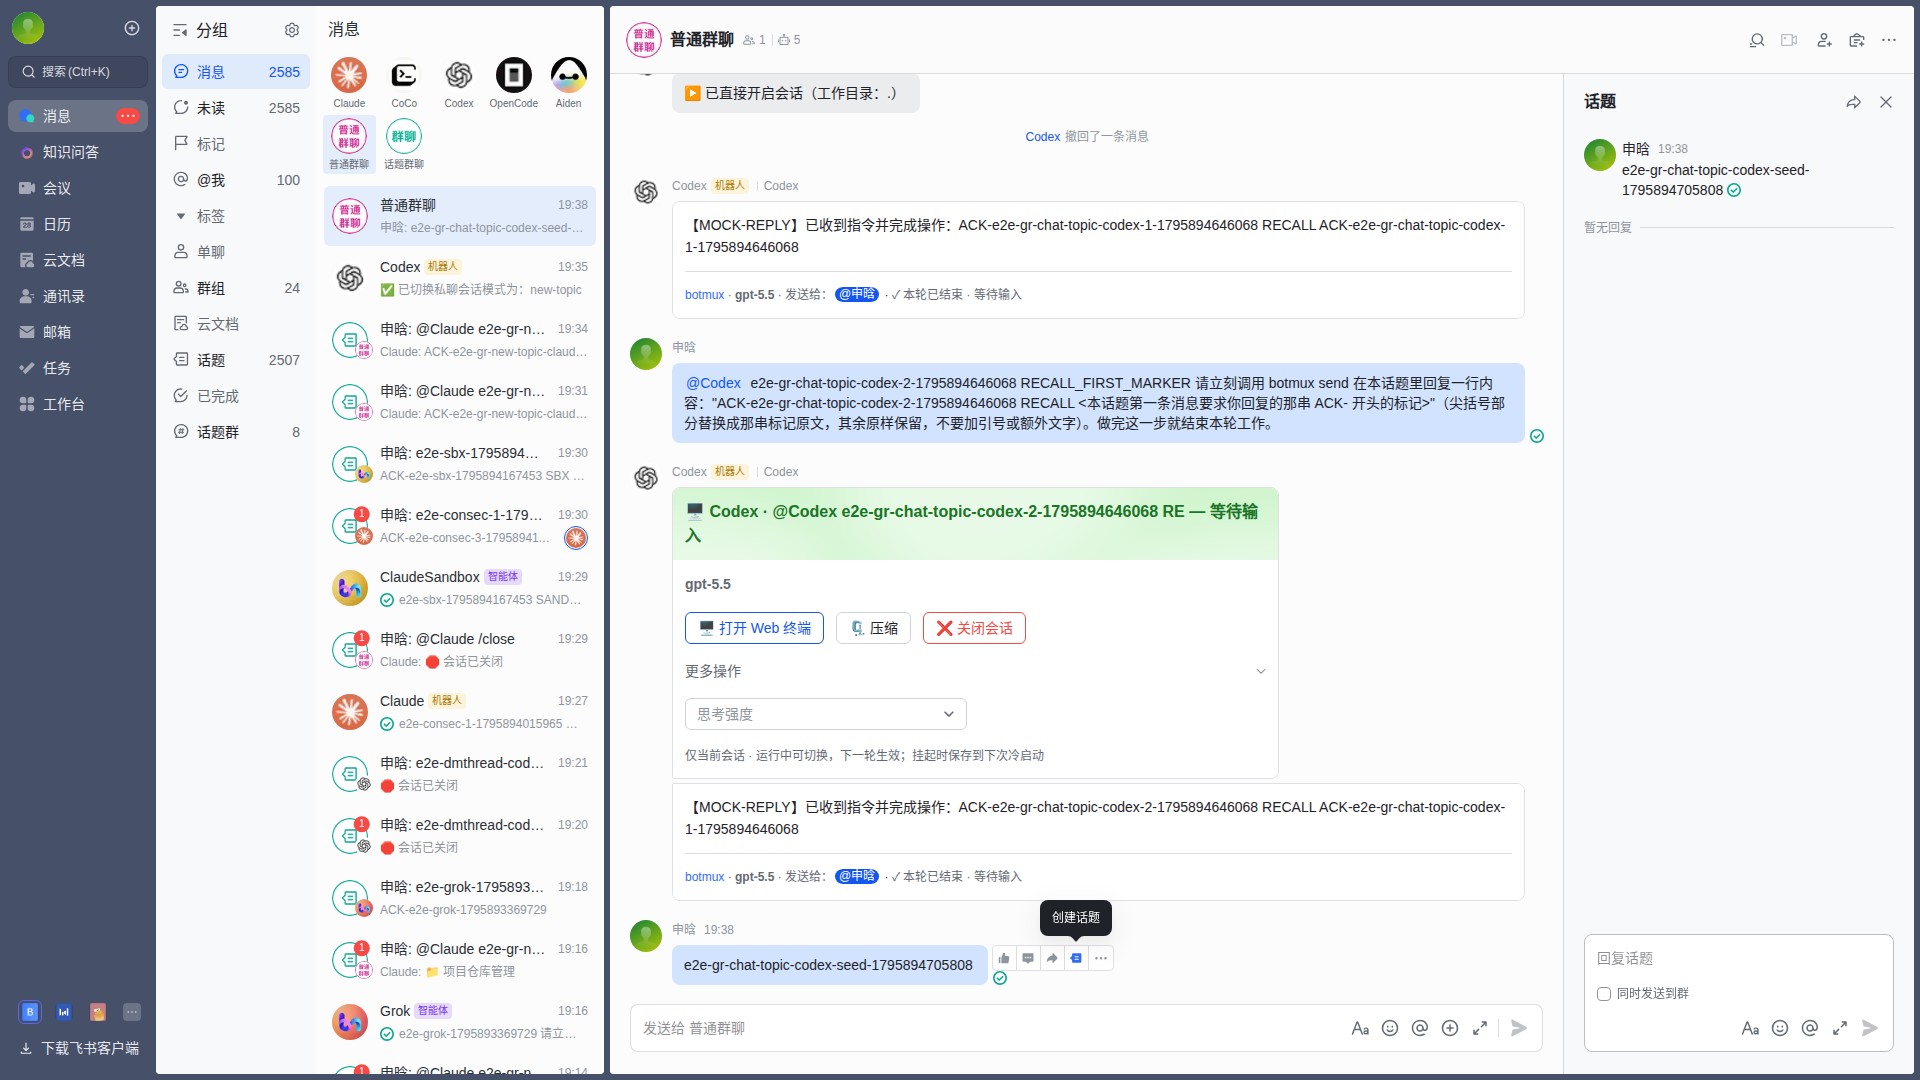 搜索 (Ctrl+K)
消息
知识问答
会议
日历
云文档
通讯录
邮箱
任务
工作台
下载飞书客户端
分组
消息 2585
未读 2585
标记
@我 100
标签
单聊
群组 24
云文档
话题 2507
已完成
话题群 8
消息
Claude CoCo Codex OpenCode Aiden
普通群聊
群聊
普通群聊 话题群聊
普通群聊
普通群聊 19:38
申晗: e2e-gr-chat-topic-codex-seed-…
Codex 机器人 19:35
✅ 已切换私聊会话模式为：new-topic
申晗: @Claude e2e-gr-n… 19:34
Claude: ACK-e2e-gr-new-topic-claud…
申晗: @Claude e2e-gr-n… 19:31
Claude: ACK-e2e-gr-new-topic-claud…
申晗: e2e-sbx-1795894… 19:30
ACK-e2e-sbx-1795894167453 SBX …
1
申晗: e2e-consec-1-179… 19:30
ACK-e2e-consec-3-17958941…
ClaudeSandbox 智能体 19:29
e2e-sbx-1795894167453 SAND…
1
申晗: @Claude /close 19:29
Claude: 🛑 会话已关闭
Claude 机器人 19:27
e2e-consec-1-1795894015965 …
申晗: e2e-dmthread-cod… 19:21
🛑 会话已关闭
1
申晗: e2e-dmthread-cod… 19:20
🛑 会话已关闭
申晗: e2e-grok-1795893… 19:18
ACK-e2e-grok-1795893369729
1
申晗: @Claude e2e-gr-n… 19:16
Claude: 📁 项目仓库管理
Grok 智能体 19:16
e2e-grok-1795893369729 请立…
1
申晗: @Claude e2e-gr-n… 19:14
普通群聊
普通群聊 1 5
▶️ 已直接开启会话（工作目录：.）
Codex 撤回了一条消息
Codex 机器人 Codex
【MOCK-REPLY】已收到指令并完成操作：ACK-e2e-gr-chat-topic-codex-1-1795894646068 RECALL ACK-e2e-gr-chat-topic-codex-
1-1795894646068
botmux · gpt-5.5 · 发送给： @申晗 · ✓ 本轮已结束 · 等待输入
申晗
@Codex e2e-gr-chat-topic-codex-2-1795894646068 RECALL_FIRST_MARKER 请立刻调用 botmux send 在本话题里回复一行内
容："ACK-e2e-gr-chat-topic-codex-2-1795894646068 RECALL <本话题第一条消息要求你回复的那串 ACK- 开头的标记>"（尖括号部
分替换成那串标记原文，其余原样保留，不要加引号或额外文字）。做完这一步就结束本轮工作。
Codex 机器人 Codex
🖥️ Codex · @Codex e2e-gr-chat-topic-codex-2-1795894646068 RE — 等待输
入
gpt-5.5
🖥️ 打开 Web 终端 🗜️ 压缩 ❌ 关闭会话
更多操作
思考强度
仅当前会话 · 运行中可切换，下一轮生效；挂起时保存到下次冷启动
【MOCK-REPLY】已收到指令并完成操作：ACK-e2e-gr-chat-topic-codex-2-1795894646068 RECALL ACK-e2e-gr-chat-topic-codex-
1-1795894646068
botmux · gpt-5.5 · 发送给： @申晗 · ✓ 本轮已结束 · 等待输入
创建话题
申晗 19:38
e2e-gr-chat-topic-codex-seed-1795894705808
发送给 普通群聊
话题
申晗 19:38
e2e-gr-chat-topic-codex-seed-
1795894705808
暂无回复
回复话题
同时发送到群